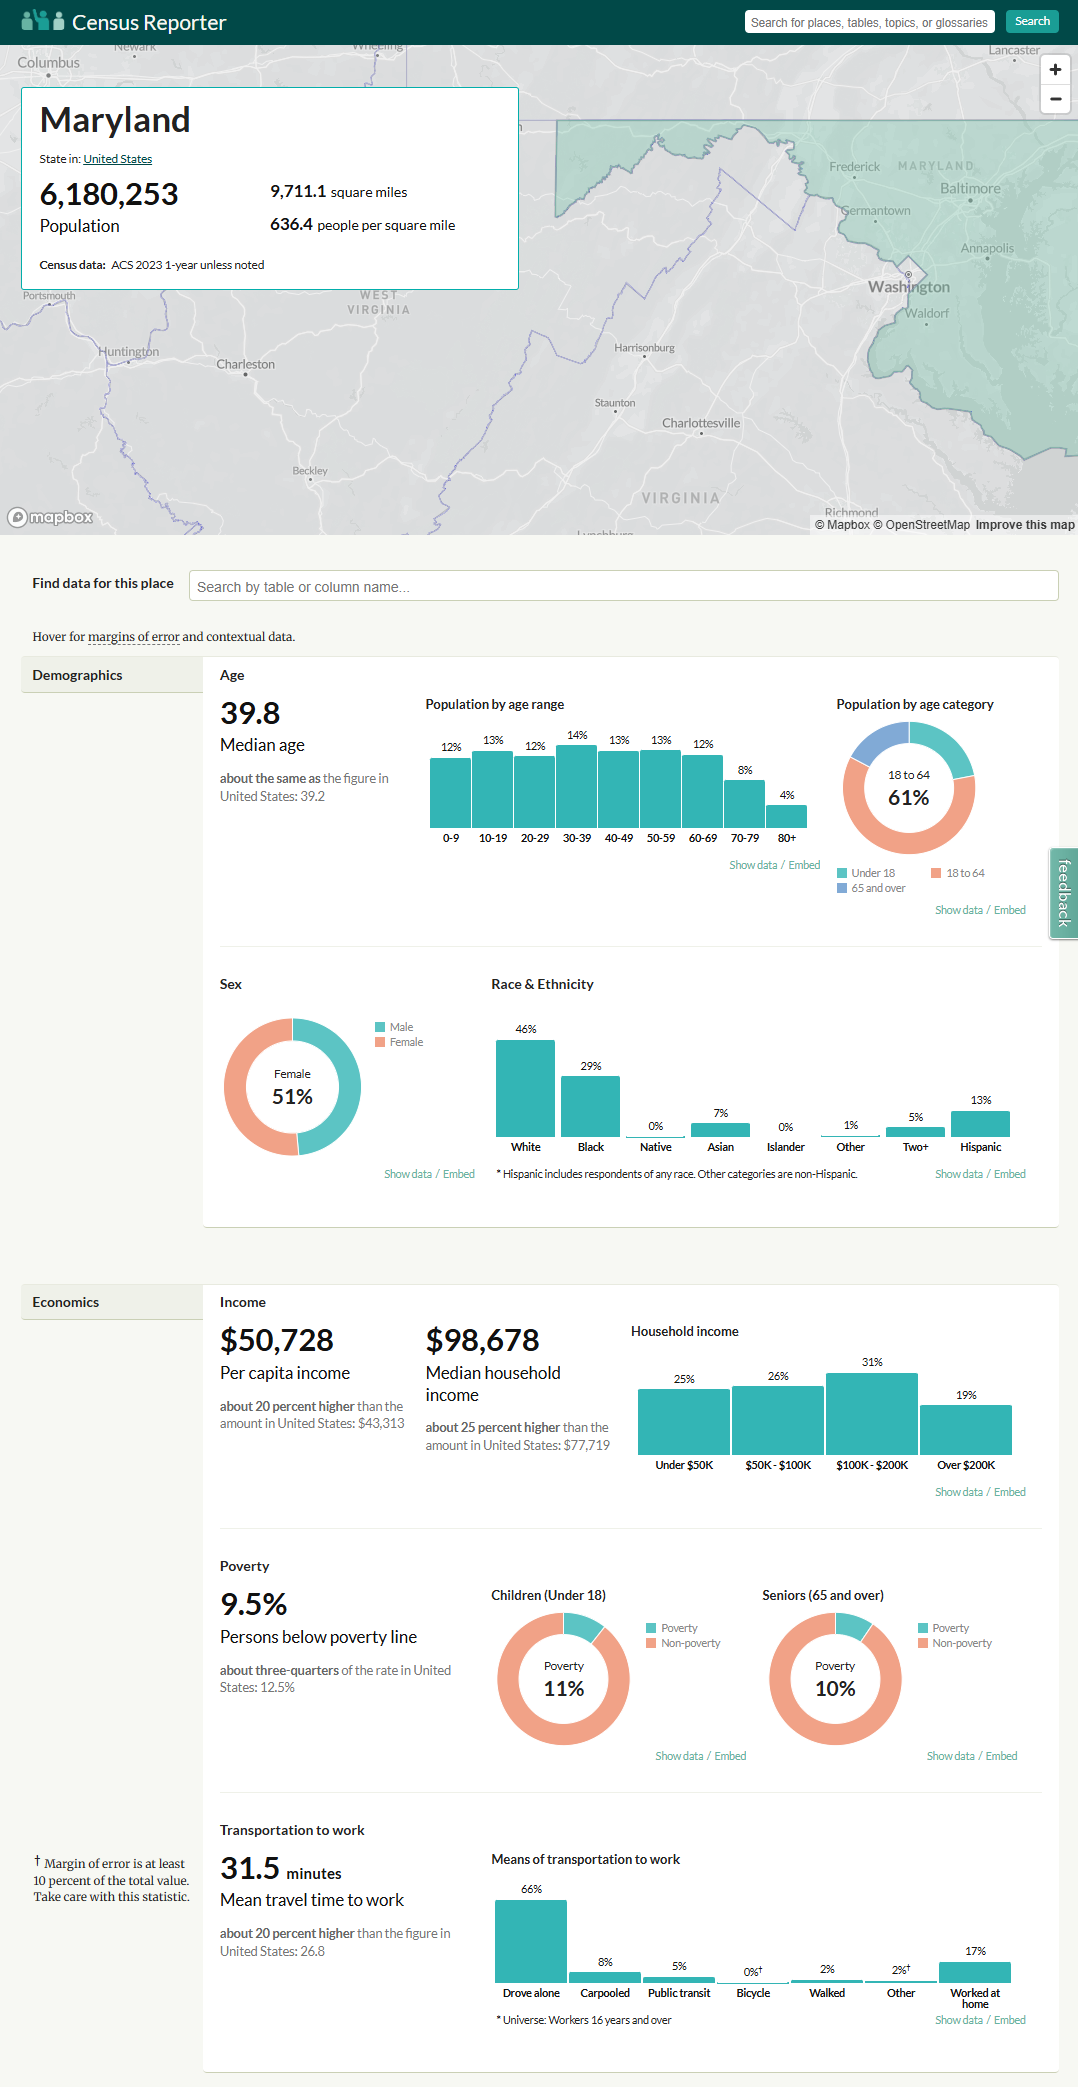 Census Reporter
Search for places, tables, topics, or glossaries
Search
Newark
Wheeling
Lancaster
Columbus
+
−
Maryland
State in: United States
6,180,253
Population
9,711.1 square miles
636.4 people per square mile
Census data: ACS 2023 1-year unless noted
Frederick
MARYLAND
Baltimore
Germantown
Annapolis
Washington
Waldorf
Portsmouth
WEST
VIRGINIA
Huntington
Charleston
Harrisonburg
Staunton
Charlottesville
Beckley
VIRGINIA
Richmond
Lynchburg
mapbox
© Mapbox © OpenStreetMap Improve this map
Find data for this place
Search by table or column name...
Hover for margins of error and contextual data.
Demographics
Age
39.8
Median age
about the same as the figure in
United States: 39.2
Population by age range
12%
13%
12%
14%
13%
13%
12%
8%
4%
0-9
10-19
20-29
30-39
40-49
50-59
60-69
70-79
80+
Show data / Embed
Population by age category
18 to 64
61%
Under 18
18 to 64
65 and over
Show data / Embed
feedback
Sex
Female
51%
Male
Female
Show data / Embed
Race & Ethnicity
46%
29%
0%
7%
0%
1%
5%
13%
White
Black
Native
Asian
Islander
Other
Two+
Hispanic
* Hispanic includes respondents of any race. Other categories are non-Hispanic.
Show data / Embed
Economics
Income
$50,728
Per capita income
about 20 percent higher than the
amount in United States: $43,313
$98,678
Median household
income
about 25 percent higher than the
amount in United States: $77,719
Household income
25%
26%
31%
19%
Under $50K
$50K - $100K
$100K - $200K
Over $200K
Show data / Embed
Poverty
9.5%
Persons below poverty line
about three-quarters of the rate in United
States: 12.5%
Children (Under 18)
Poverty
11%
Poverty
Non-poverty
Show data / Embed
Seniors (65 and over)
Poverty
10%
Poverty
Non-poverty
Show data / Embed
Transportation to work
31.5 minutes
Mean travel time to work
about 20 percent higher than the figure in
United States: 26.8
† Margin of error is at least
10 percent of the total value.
Take care with this statistic.
Means of transportation to work
66%
8%
5%
0%†
2%
2%†
17%
Drove alone
Carpooled
Public transit
Bicycle
Walked
Other
Worked at
home
* Universe: Workers 16 years and over
Show data / Embed